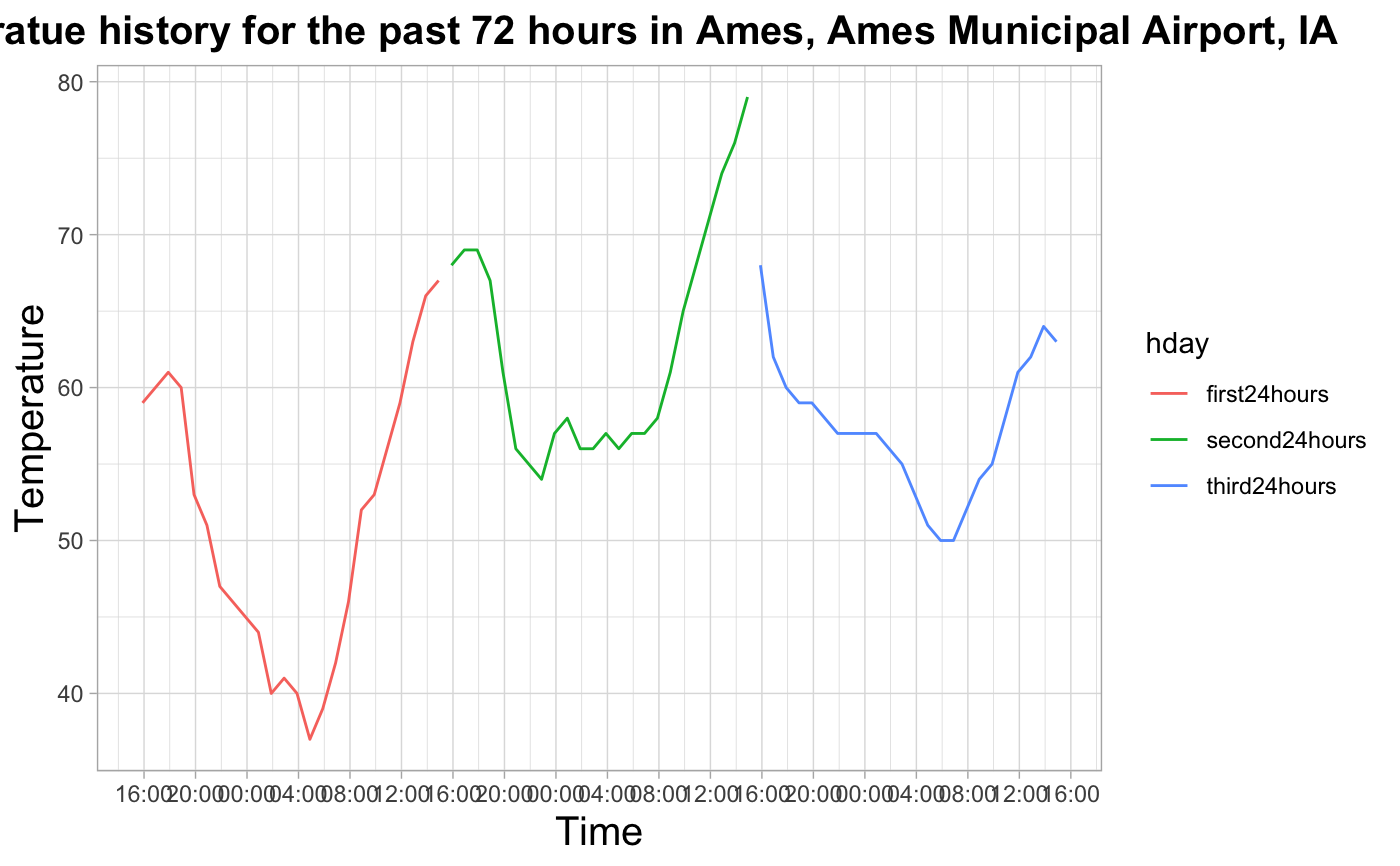 ratue history for the past 72 hours in Ames, Ames Municipal Airport, IA
80
70
60
50
40
Temperature
16:00 20:00 00:00 04:00 08:00 12:00 16:00 20:00 00:00 04:00 08:00 12:00 16:00 20:00 00:00 04:00 08:00 12:00 16:00
Time
hday
first24hours
second24hours
third24hours